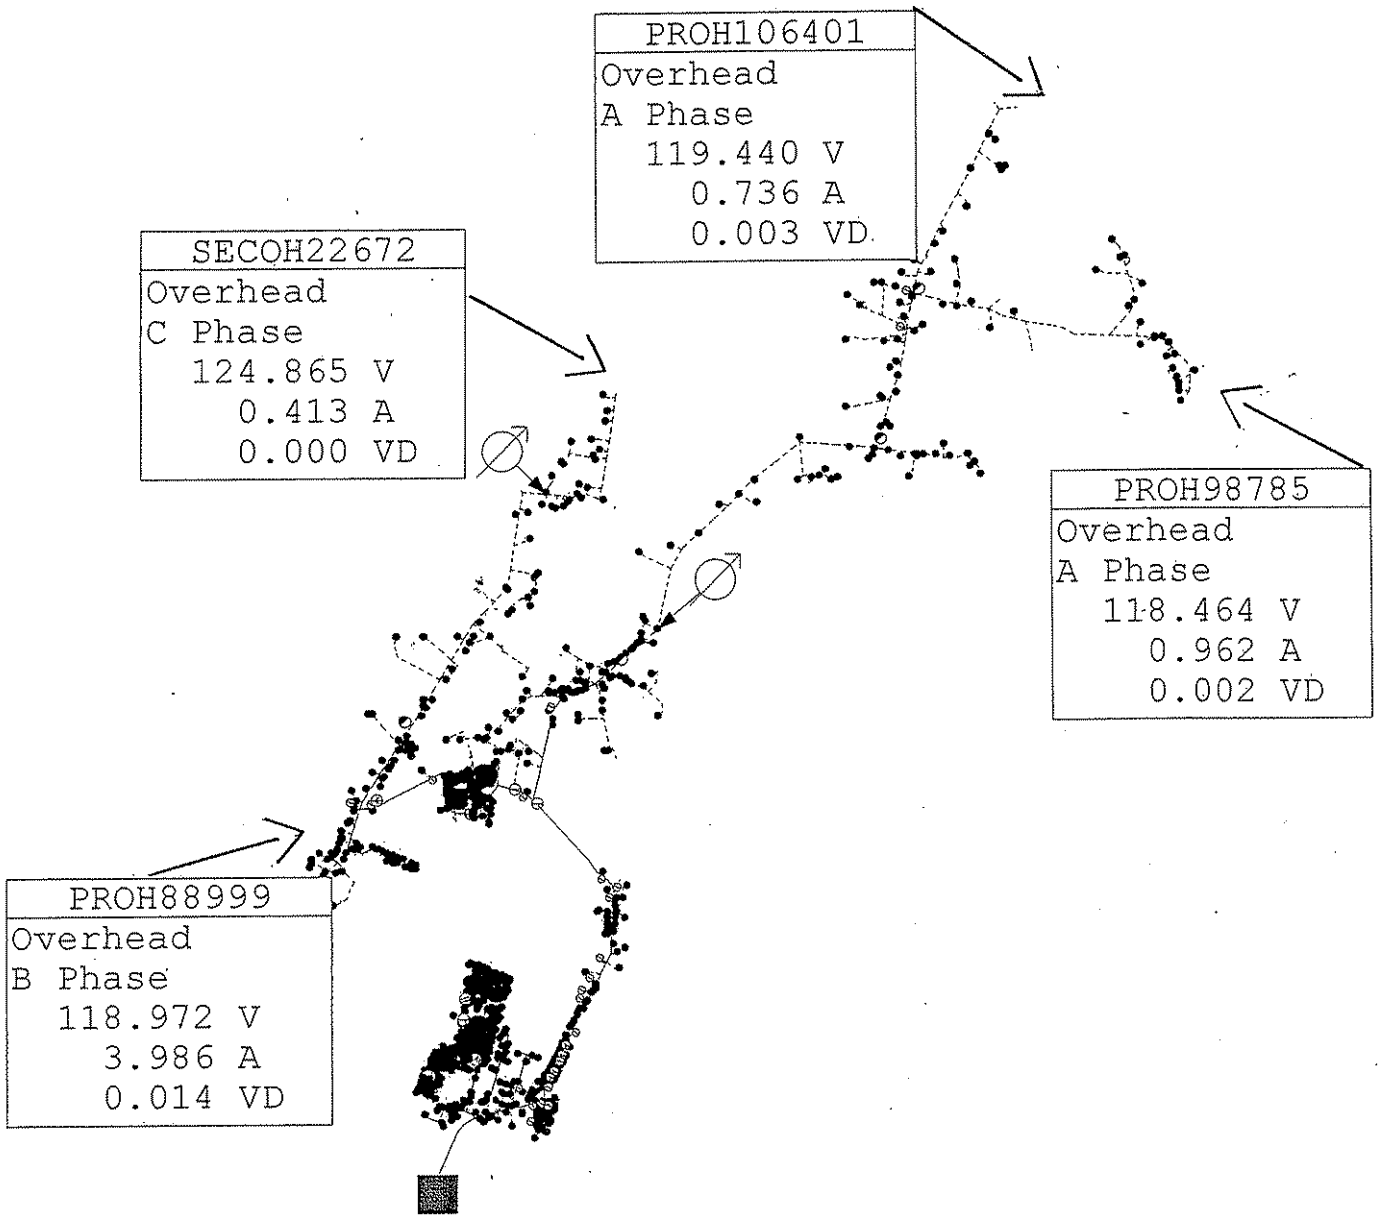 PROH106401
Overhead
A Phase
119.440 V
0.736 A
0.003 VD
SECOH22672
Overhead
C Phase
124.865 V
0.413 A
0.000 VD
PROH98785
Overhead
A Phase
118.464 V
0.962 A
0.002 VD
PROH88999
Overhead
B Phase
118.972 V
3.986 A
0.014 VD